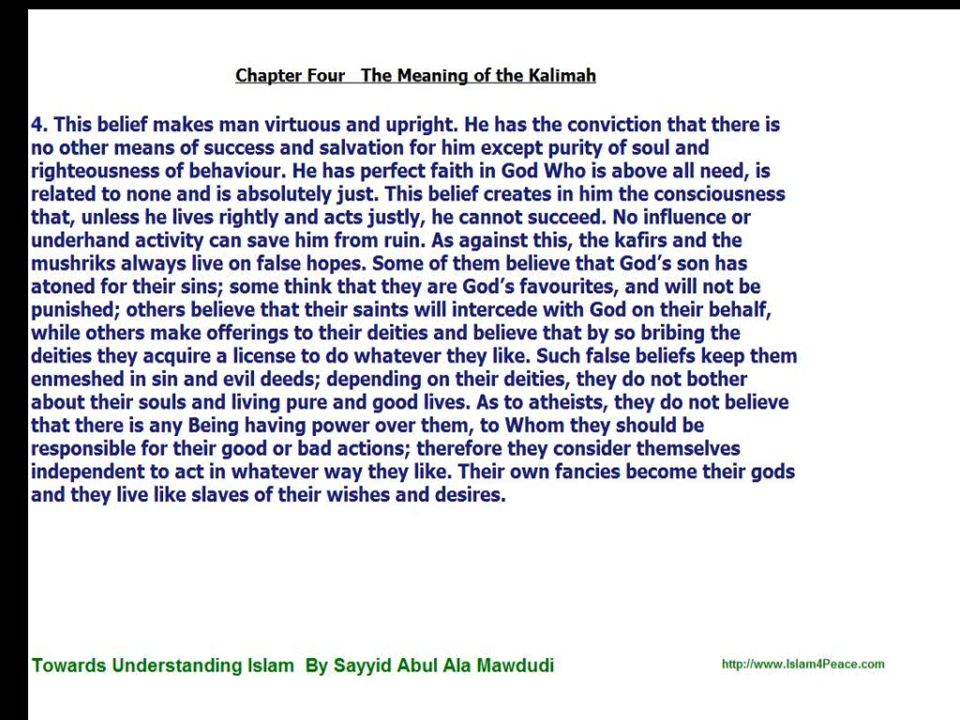 Chapter Four The Meaning of the Kalimah
4. This belief makes man virtuous and upright. He has the conviction that there is
no other means of success and salvation for him except purity of soul and
righteousness of behaviour. He has perfect faith in God Who is above all need, is
related to none and is absolutely just. This belief creates in him the consciousness
that, unless he lives rightly and acts justly, he cannot succeed. No influence or
underhand activity can save him from ruin. As against this, the kafirs and the
mushriks always live on false hopes. Some of them believe that God's son has
atoned for their sins; some think that they are God's favourites, and will not be
punished; others believe that their saints will intercede with God on their behalf,
while others make offerings to their deities and believe that by so bribing the
deities they acquire a license to do whatever they like. Such false beliefs keep them
enmeshed in sin and evil deeds; depending on their deities, they do not bother
about their souls and living pure and good lives. As to atheists, they do not believe
that there is any Being having power over them, to Whom they should be
responsible for their good or bad actions; therefore they consider themselves
independent to act in whatever way they like. Their own fancies become their gods
and they live like slaves of their wishes and desires.
Towards Understanding Islam By Sayyid Abul Ala Mawdudi
http://www.Islam4Peace.com